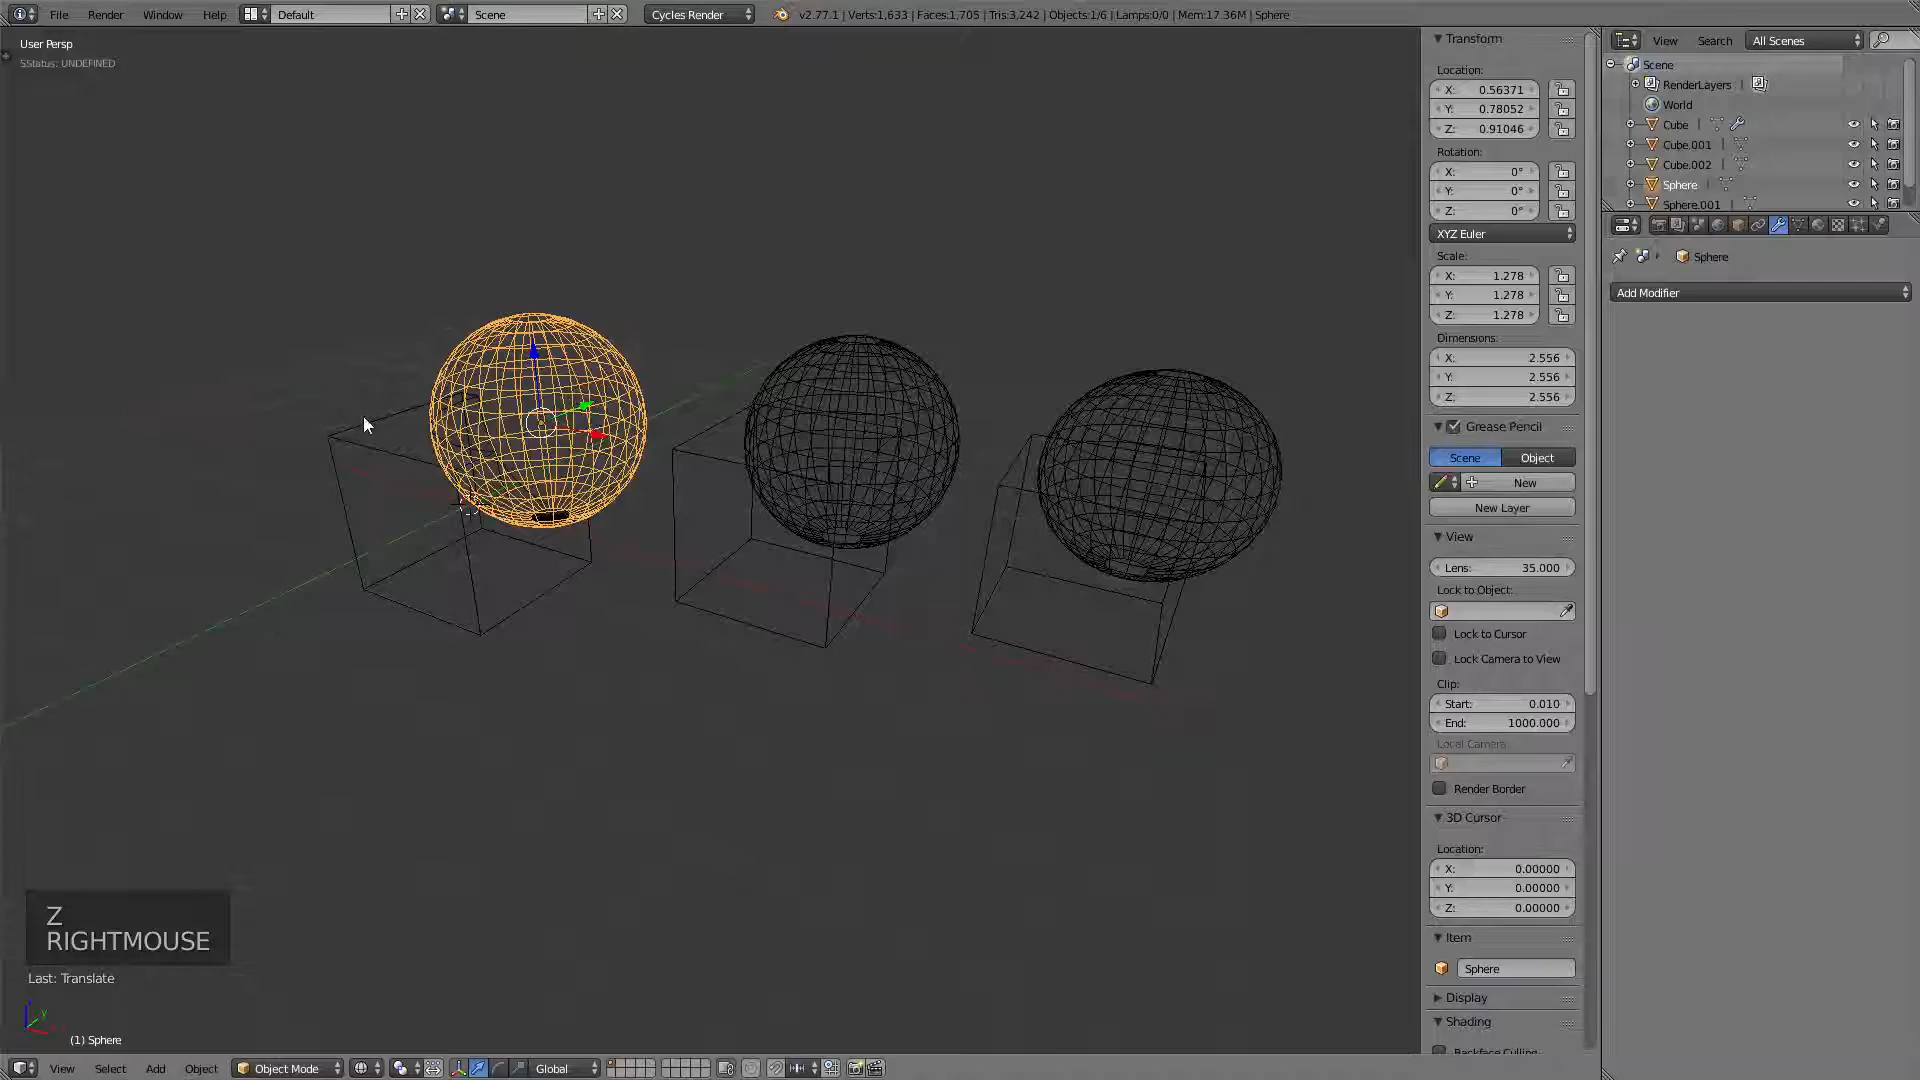 File Render Window Help Default Scene Cycles Render v2.77.1 | Verts:1,633 | Faces:1,705 | Tris:3,242 | Objects:1/6 | Lamps:0/0 | Mem:17.36M | Sphere
User Persp
SStatus: UNDEFINED
Z
RIGHTMOUSE
Last: Translate
z
y
x
(1) Sphere
View Select Add Object Object Mode Global
Transform
Location:
X: 0.56371
Y: 0.78052
Z: 0.91046
Rotation:
X: 0°
Y: 0°
Z: 0°
XYZ Euler
Scale:
X: 1.278
Y: 1.278
Z: 1.278
Dimensions:
X: 2.556
Y: 2.556
Z: 2.556
Grease Pencil
Scene Object
New
New Layer
View
Lens: 35.000
Lock to Object:
Lock to Cursor
Lock Camera to View
Clip:
Start: 0.010
End: 1000.000
Local Camera:
Render Border
3D Cursor
Location:
X: 0.00000
Y: 0.00000
Z: 0.00000
Item
Sphere
Display
Shading
Backface Culling
View Search All Scenes
Scene
RenderLayers
World
Cube
Cube.001
Cube.002
Sphere
Sphere.001
Sphere
Add Modifier